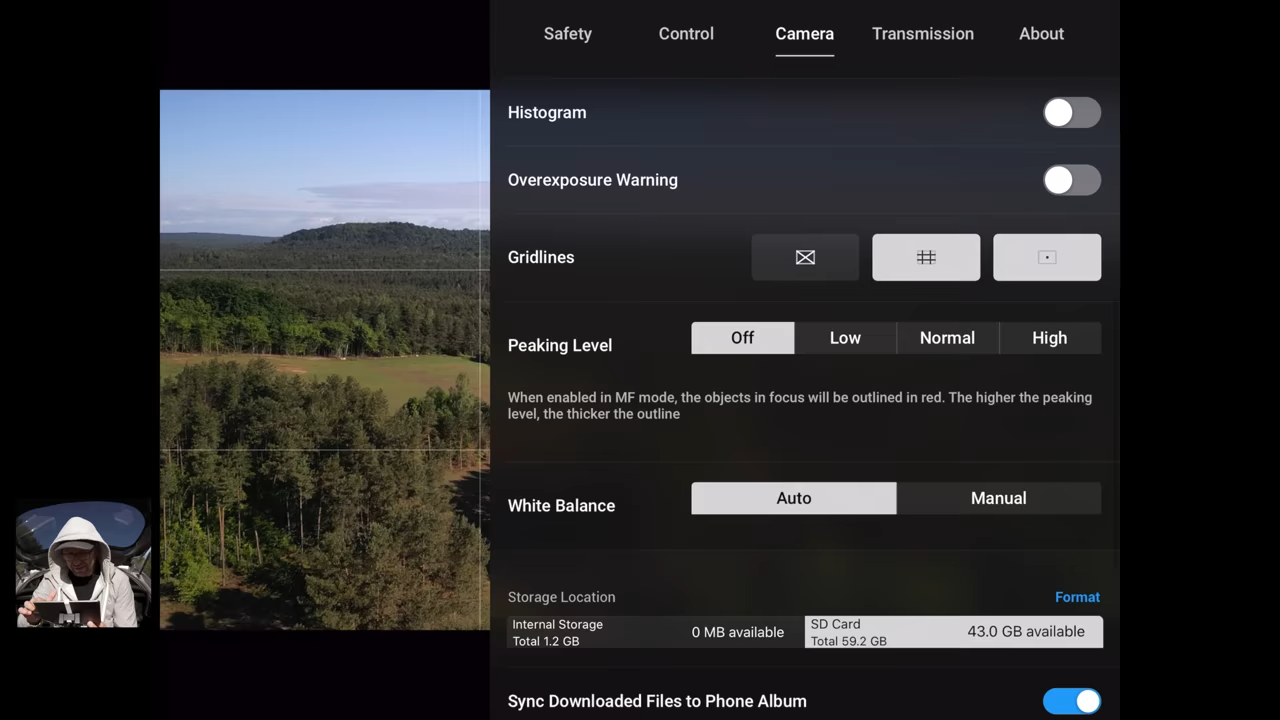 Safety Control Camera Transmission About
Histogram
Overexposure Warning
Gridlines
Peaking Level Off Low Normal High
When enabled in MF mode, the objects in focus will be outlined in red. The higher the peaking
level, the thicker the outline
White Balance Auto Manual
Storage Location Format
Internal Storage
Total 1.2 GB
0 MB available
SD Card
Total 59.2 GB
43.0 GB available
Sync Downloaded Files to Phone Album